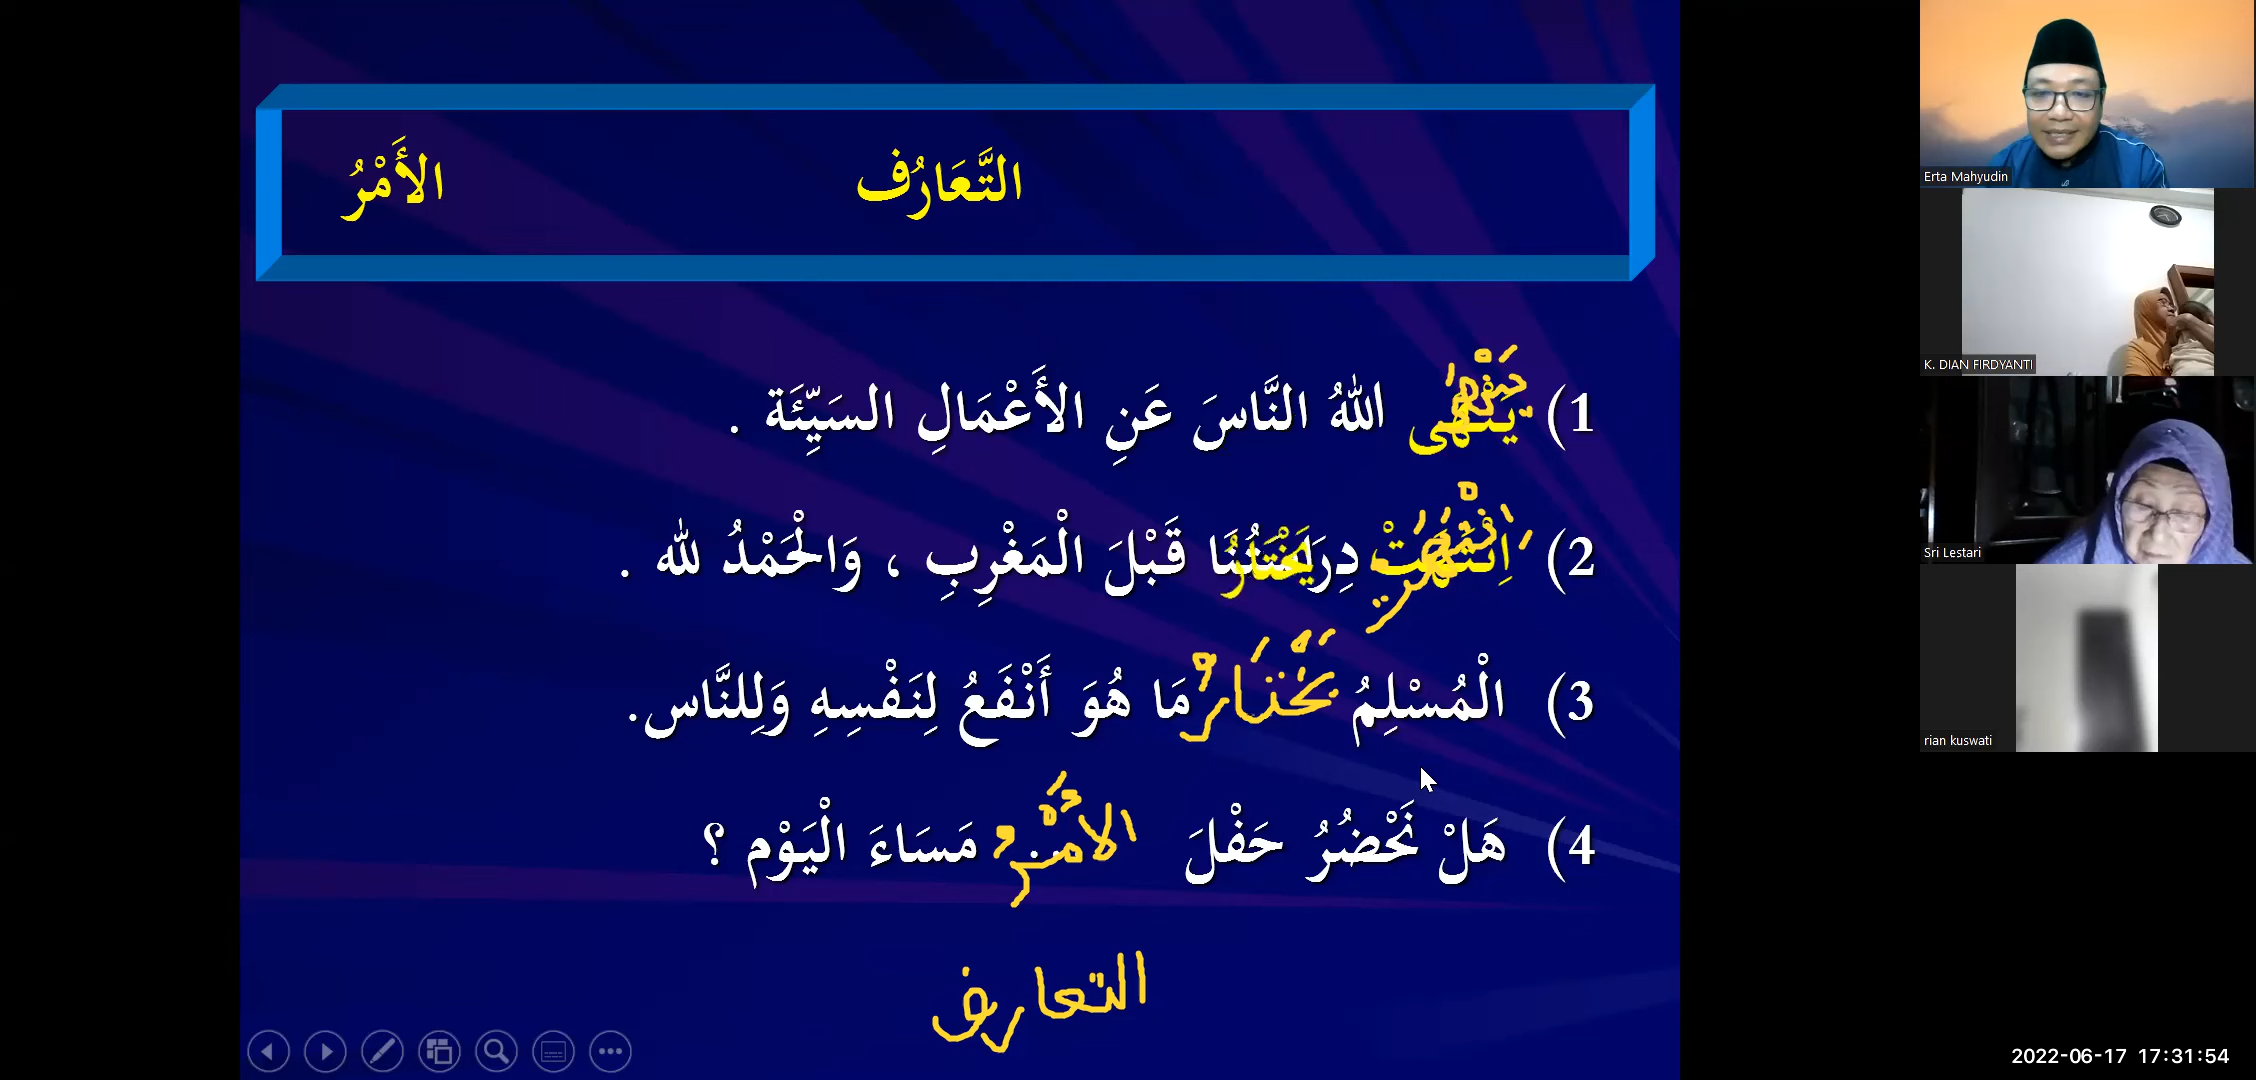 التَّعَارُف الأَمْرُ
1) يَنْهَى اللهُ النَّاسَ عَنِ الأَعْمَالِ السَيِّئَة .
2) اِنْتَهَتْ دِرَاسَتُنَا قَبْلَ الْمَغْرِبِ ، وَالْحَمْدُ لله .
يَخْتَارُ
3) الْمُسْلِمُ يَخْتَارُ مَا هُوَ أَنْفَعُ لِنَفْسِهِ وَلِلنَّاس.
4) هَلْ نَحْضُرُ حَفْلَ الأَمْرُ مَسَاءَ الْيَوْم ؟
التعارف
Erta Mahyudin
K. DIAN FIRDYANTI
Sri Lestari
rian kuswati
2022-06-17 17:31:54